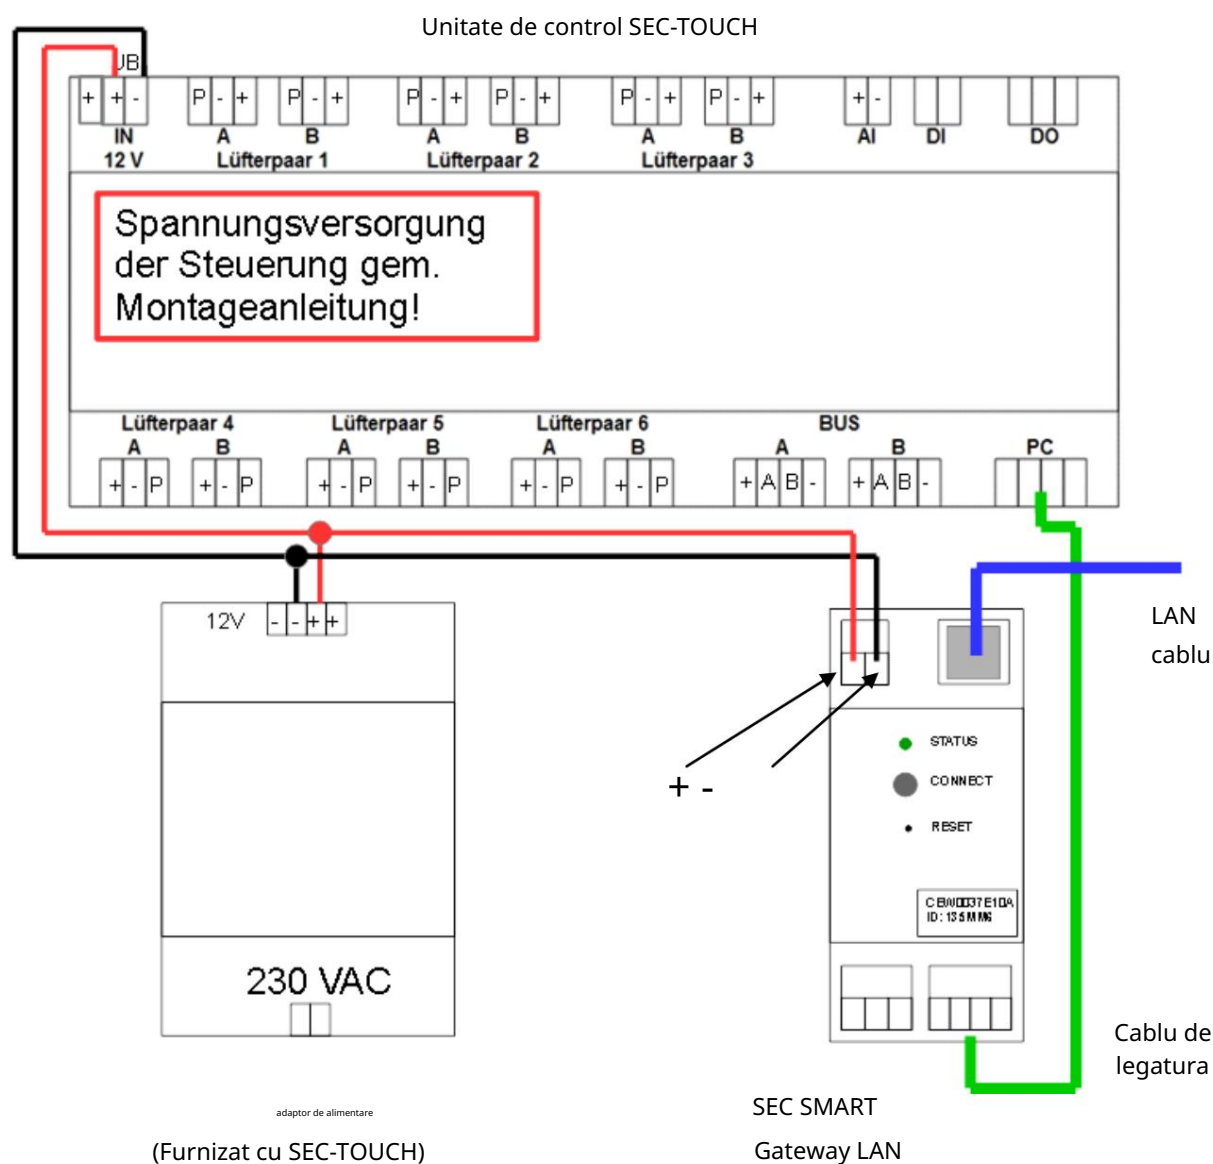 Unitate de control SEC-TOUCH
UB
+ + - P - + P - + P - + P - + P - + P - + + -
IN A B A B A B AI DI DO
12 V Lüfterpaar 1 Lüfterpaar 2 Lüfterpaar 3
Spannungsversorgung
der Steuerung gem.
Montageanleitung!
Lüfterpaar 4 Lüfterpaar 5 Lüfterpaar 6 BUS
A B A B A B A B PC
+ - P + - P + - P + - P + - P + - P + A B - + A B -
12V - - + +
LAN
cablu
STATUS
+ -
CONNECT
RESET
ID: 135MM6
230 VAC
Cablu de
legatura
adaptor de alimentare
(Furnizat cu SEC-TOUCH)
SEC SMART
Gateway LAN